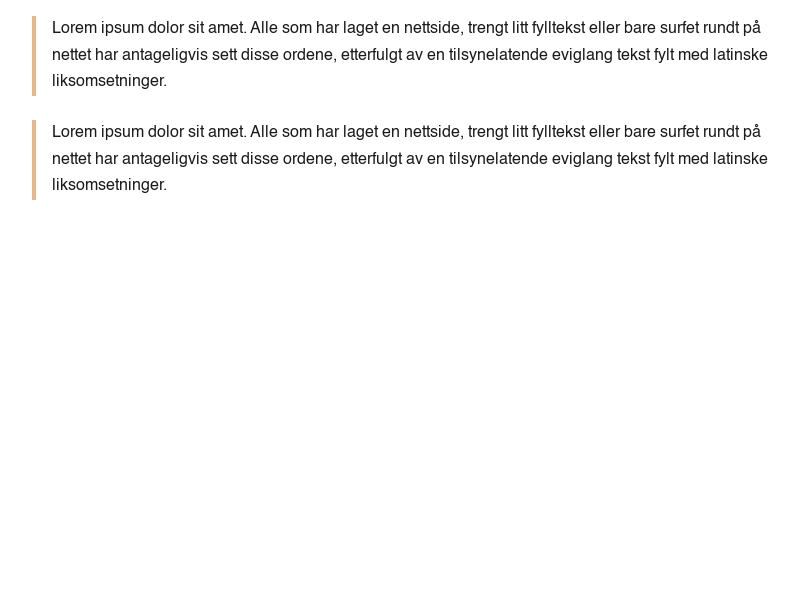 Lorem ipsum dolor sit amet. Alle som har laget en nettside, trengt litt fylltekst eller bare surfet rundt på
nettet har antageligvis sett disse ordene, etterfulgt av en tilsynelatende eviglang tekst fylt med latinske
liksomsetninger.
Lorem ipsum dolor sit amet. Alle som har laget en nettside, trengt litt fylltekst eller bare surfet rundt på
nettet har antageligvis sett disse ordene, etterfulgt av en tilsynelatende eviglang tekst fylt med latinske
liksomsetninger.